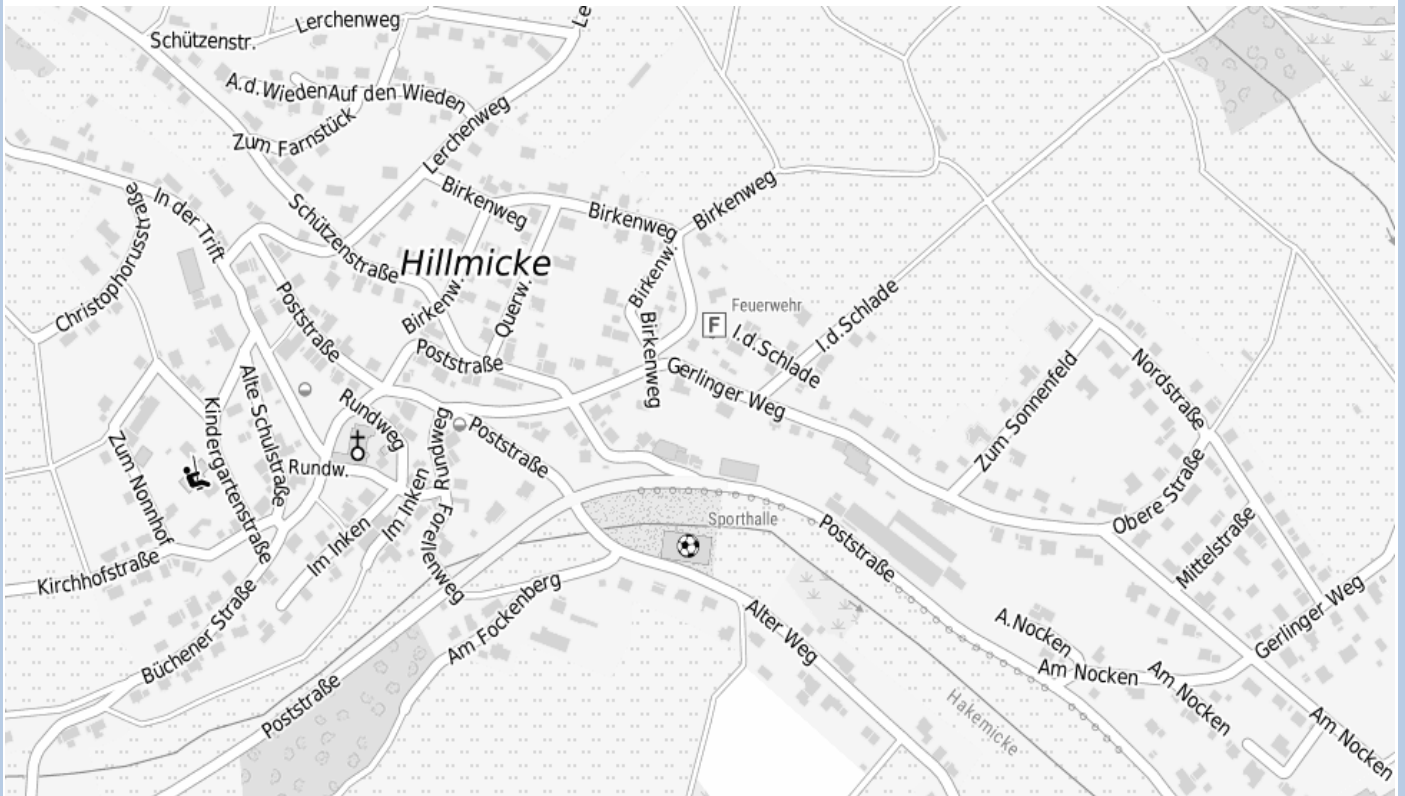 Lerchenweg
Le
Schützenstr.
A.d.Wieden
Auf den Wieden
Lerchenweg
Zum Farnstück
Birkenweg
Birkenweg
Birkenweg
In der Trift
Christophorusstraße
Schützenstraße
Hillmicke
Birkenw.
Birkenw.
Querw.
Poststraße
Feuerwehr
F
I.d.Schlade
I.d.Schlade
Birkenweg
Poststraße
Gerlinger Weg
Zum Sonnenfeld
Nordstraße
Alte Schulstraße
Rundweg
Rundweg
Poststraße
Kindergartenstraße
Zum Nonnhof
Rundw.
Im Inken
Im Inken
Forellenweg
Obere Straße
Mittelstraße
Sporthalle
Poststraße
Kirchhofstraße
Büchener Straße
Am Fockenberg
Alter Weg
A.Nocken
Am Nocken
Am Nocken
Gerlinger Weg
Poststraße
Hakemicke
Am Nocken